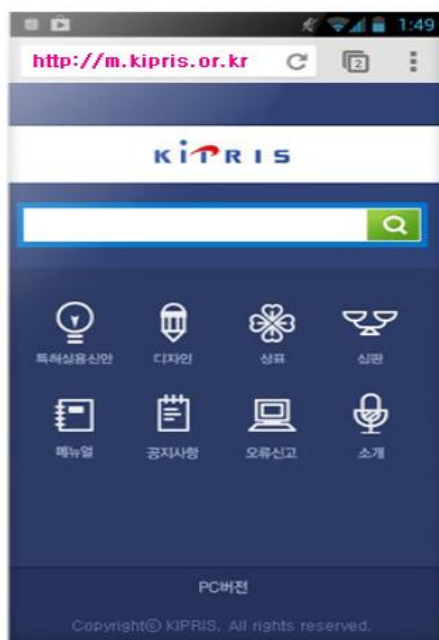 1:49
http://m.kipris.or.kr
2
KIPRIS
특허실용신안 디자인 상표 심판
메뉴얼 공지사항 오류신고 소개
PC버전
Copyrightⓒ KIPRIS. All rights reserved.